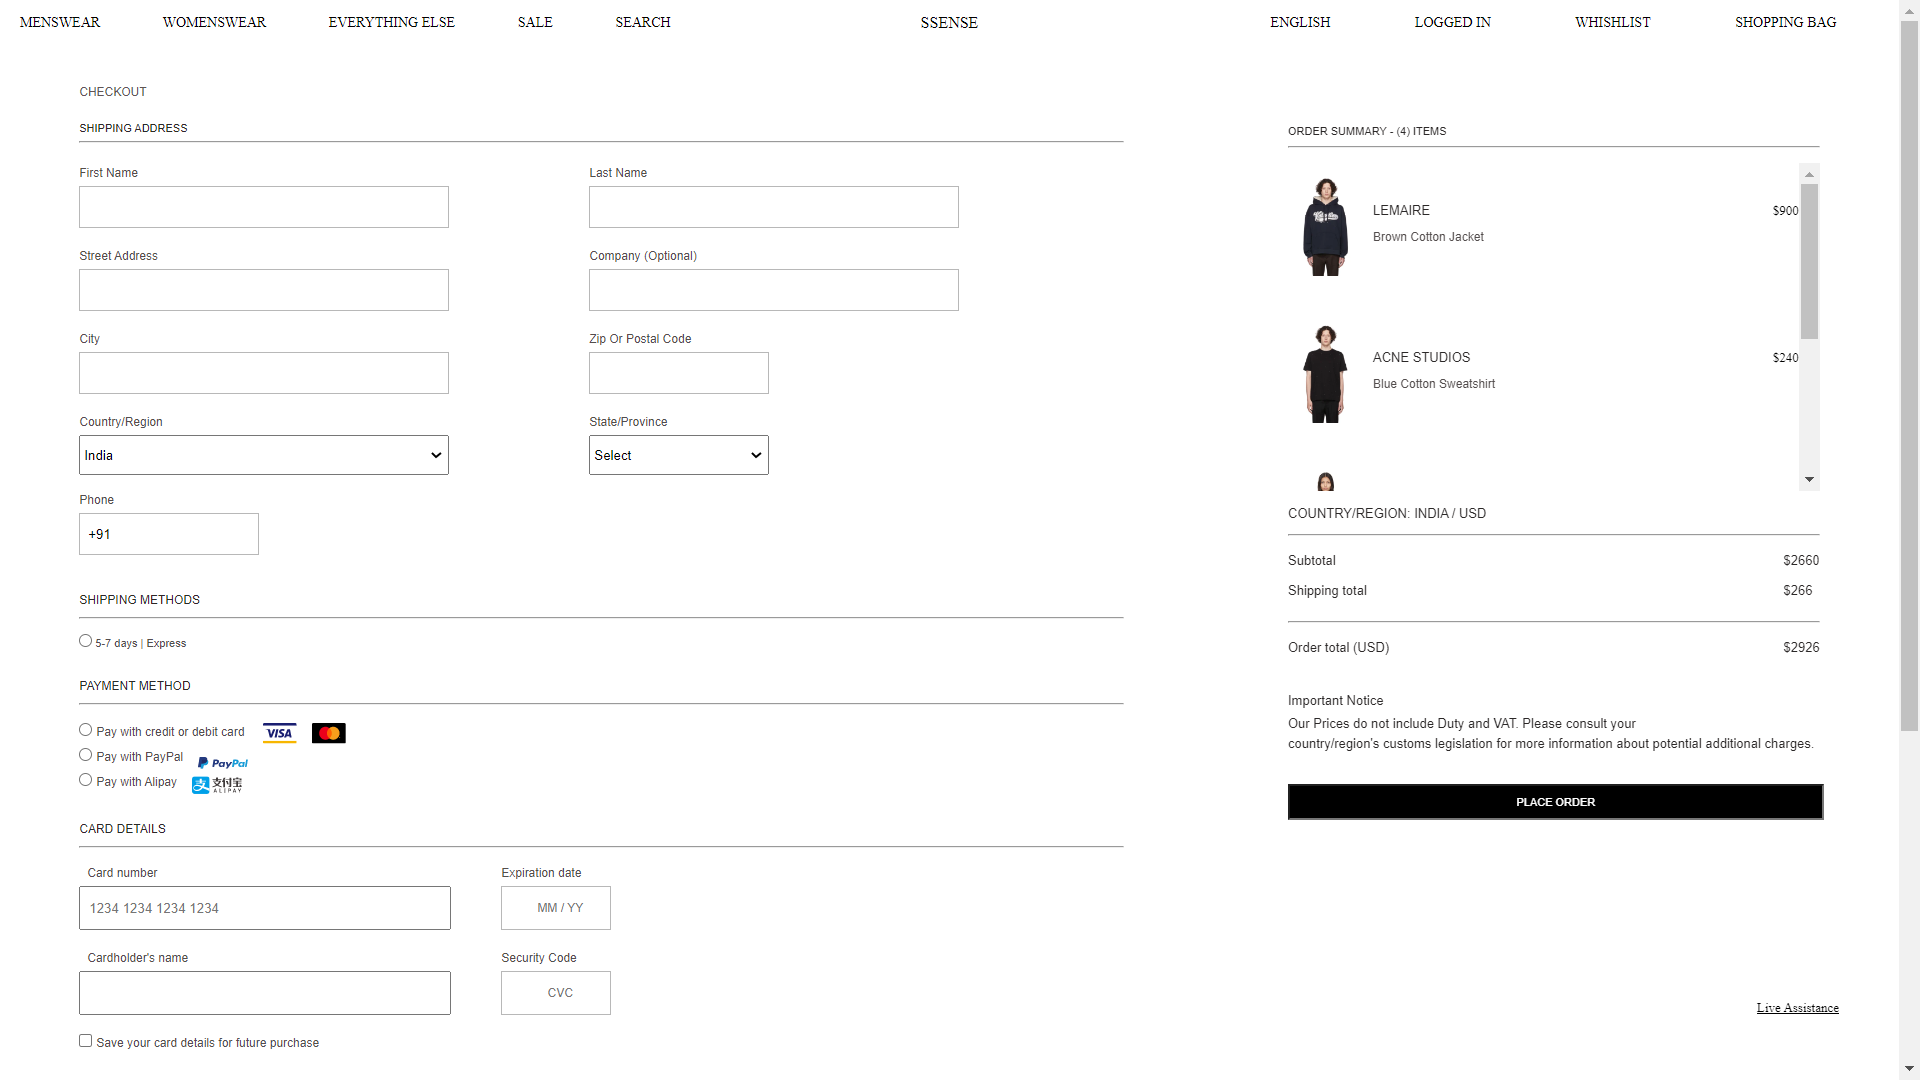 MENSWEAR WOMENSWEAR EVERYTHING ELSE SALE SEARCH SSENSE ENGLISH LOGGED IN WHISHLIST SHOPPING BAG
CHECKOUT
SHIPPING ADDRESS
First Name Last Name
Street Address Company (Optional)
City Zip Or Postal Code
Country/Region State/Province
India Select
Phone
+91
SHIPPING METHODS
5-7 days | Express
PAYMENT METHOD
Pay with credit or debit card VISA
Pay with PayPal PayPal
Pay with Alipay 支付宝
ALIPAY
CARD DETAILS
Card number Expiration date
1234 1234 1234 1234 MM / YY
Cardholder's name Security Code
CVC
Save your card details for future purchase
ORDER SUMMARY - (4) ITEMS
LEMAIRE $900
Brown Cotton Jacket
ACNE STUDIOS $240
Blue Cotton Sweatshirt
COUNTRY/REGION: INDIA / USD
Subtotal $2660
Shipping total $266
Order total (USD) $2926
Important Notice
Our Prices do not include Duty and VAT. Please consult your
country/region's customs legislation for more information about potential additional charges.
PLACE ORDER
Live Assistance